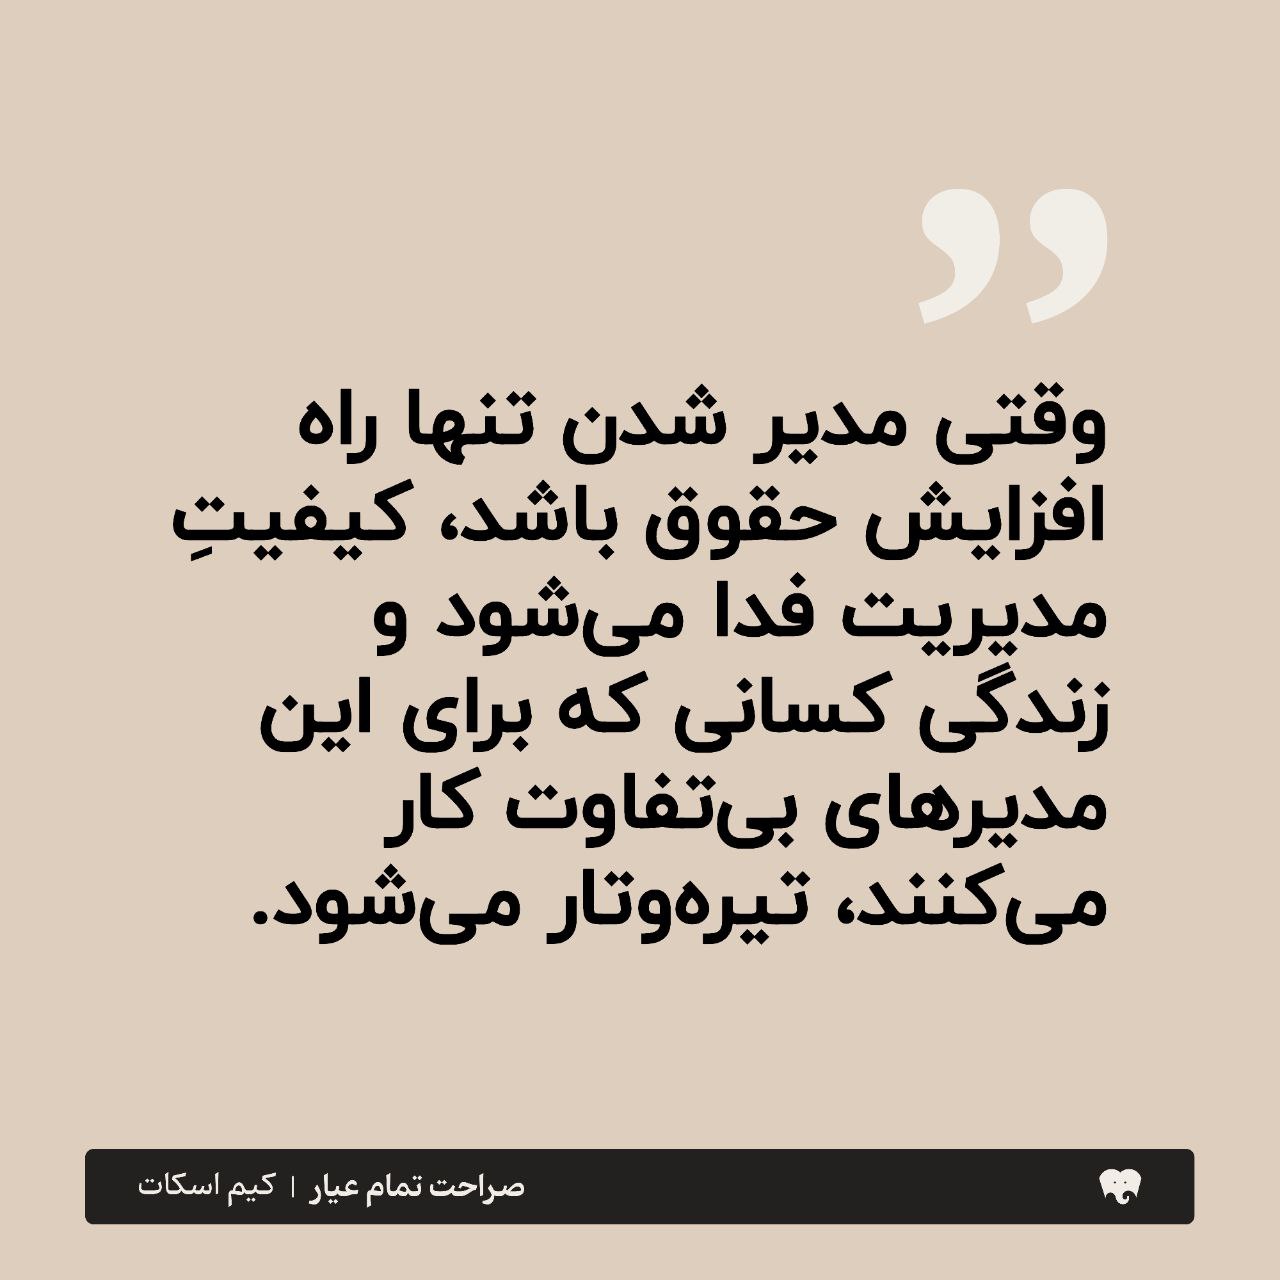 وقتی مدیر شدن تنها راه
افزایش حقوق باشد، کیفیتِ
مدیریت فدا می‌شود و
زندگی کسانی که برای این
مدیرهای بی‌تفاوت کار
می‌کنند، تیره‌وتار می‌شود.
صراحت تمام عیار | کیم اسکات